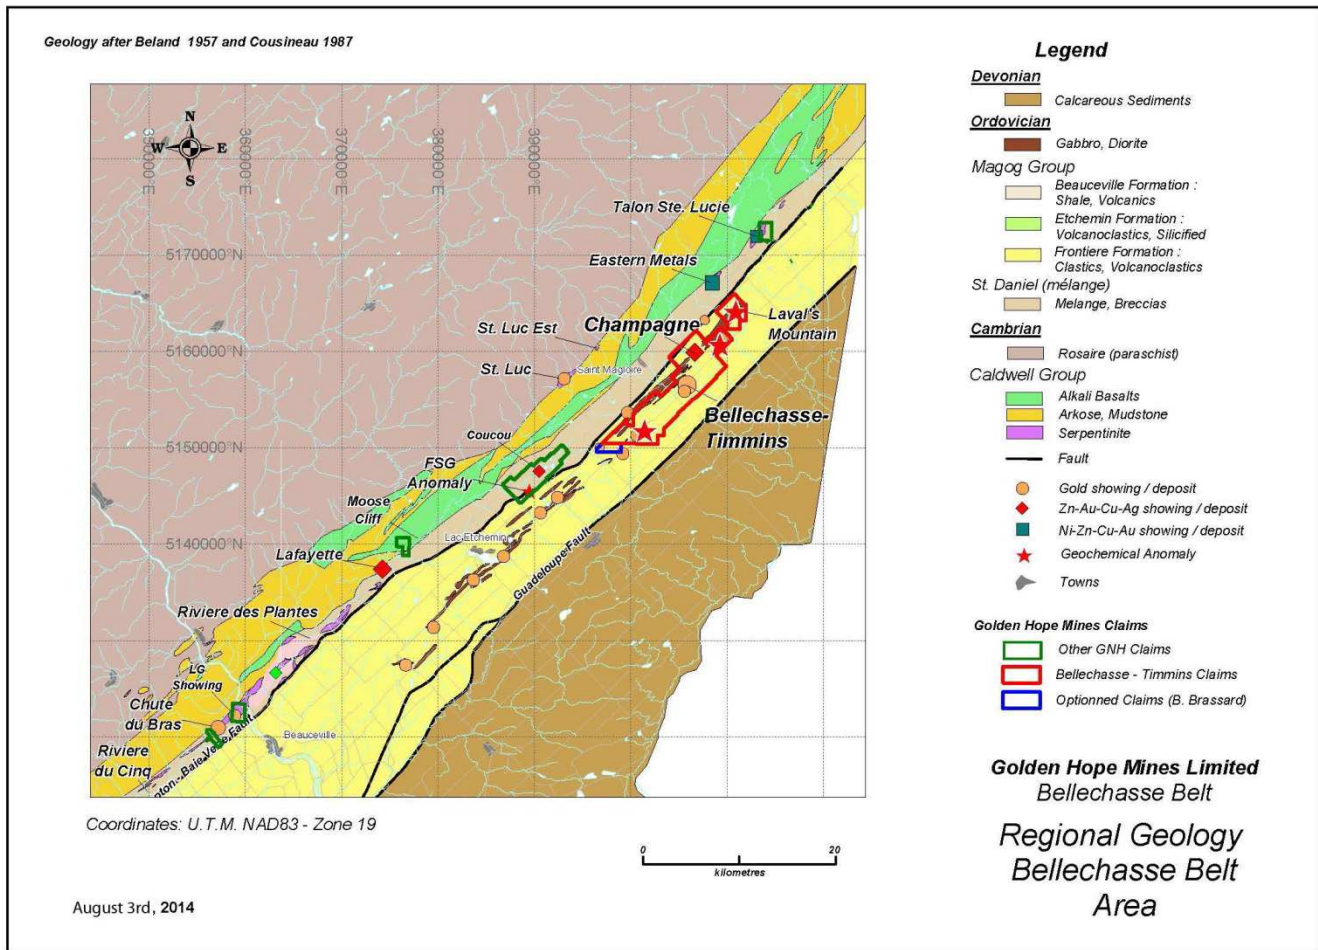 Geology after Beland 1957 and Cousineau 1987
N
W
E
S
350000°E
360000°E
370000°E
380000°E
390000°E
5170000°N
5160000°N
5150000°N
5140000°N
Talon Ste. Lucie
Eastern Metals
Champagne
Laval's
Mountain
St. Luc Est
Saint Magloire
St. Luc
Bellechasse-
Timmins
Coucou
FSG
Anomaly
Moose
Cliff
Lac Etchemin
Lafayette
Guadeloupe Fault
Riviere des Plantes
LG
Showing
Chute
du Bras
Beauceville
Riviere
du Cinq
Baie Verte Fault
Coordinates: U.T.M. NAD83 - Zone 19
0
20
kilometres
August 3rd, 2014
Legend
Devonian
Calcareous Sediments
Ordovician
Gabbro, Diorite
Magog Group
Beauceville Formation :
Shale, Volcanics
Etchemin Formation :
Volcanoclastics, Silicified
Frontiere Formation :
Clastics, Volcanoclastics
St. Daniel (mélange)
Melange, Breccias
Cambrian
Rosaire (paraschist)
Caldwell Group
Alkali Basalts
Arkose, Mudstone
Serpentinite
Fault
Gold showing / deposit
Zn-Au-Cu-Ag showing / deposit
Ni-Zn-Cu-Au showing / deposit
Geochemical Anomaly
Towns
Golden Hope Mines Claims
Other GNH Claims
Bellechasse - Timmins Claims
Optionned Claims (B. Brassard)
Golden Hope Mines Limited
Bellechasse Belt
Regional Geology
Bellechasse Belt
Area